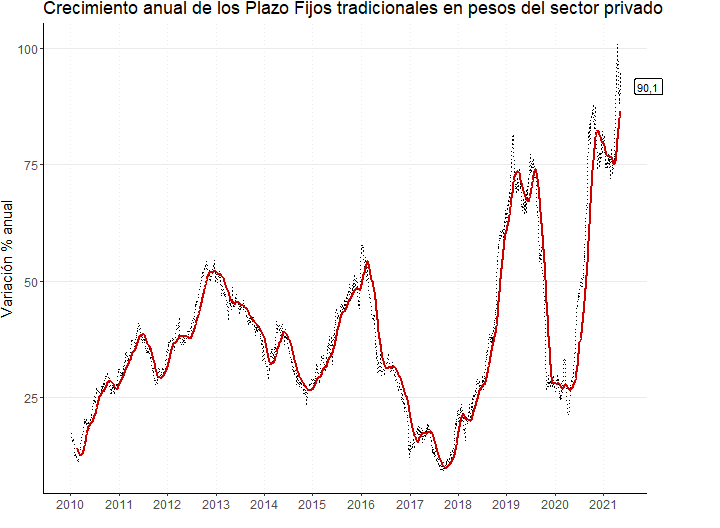 Crecimiento anual de los Plazo Fijos tradicionales en pesos del sector privado
100
90,1
75
Variación % anual
50
25
2010 2011 2012 2013 2014 2015 2016 2017 2018 2019 2020 2021